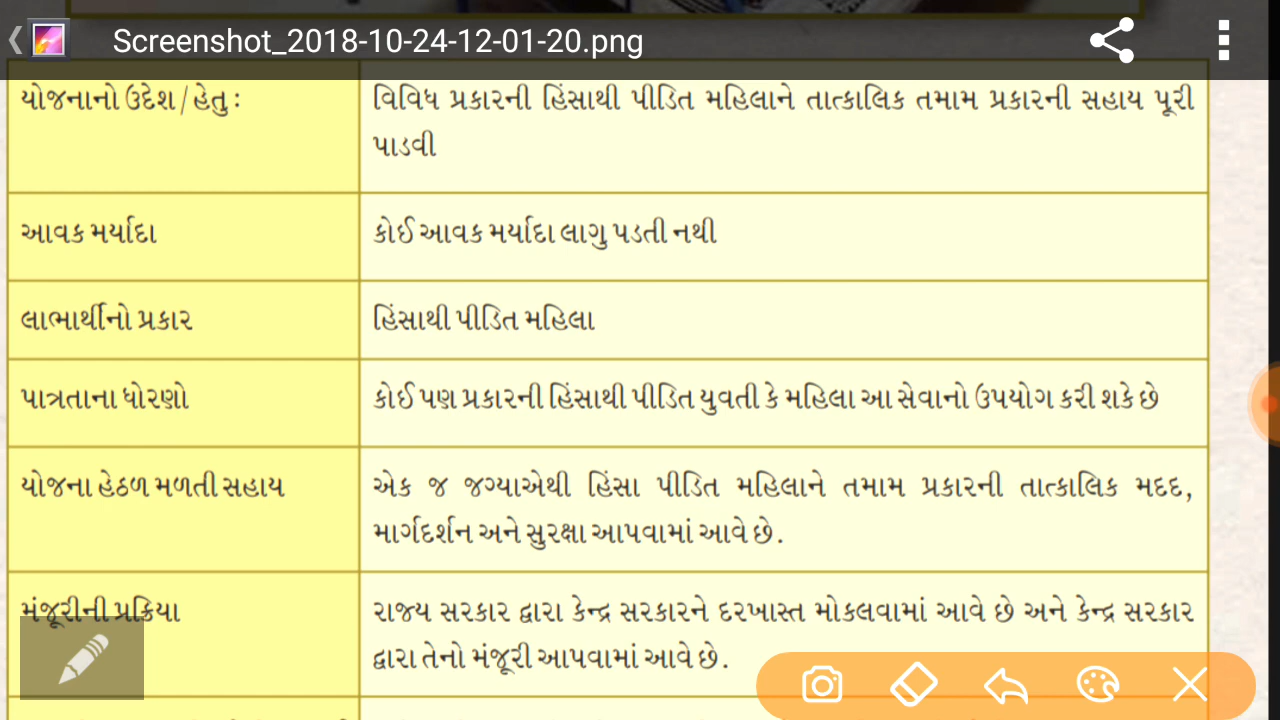 Screenshot_2018-10-24-12-01-20.png
યોજનાનો ઉદેશ / હેતુ :
વિવિધ પ્રકારની હિંસાથી પીડિત મહિલાને તાત્કાલિક તમામ પ્રકારની સહાય પૂરી
પાડવી
આવક મર્યાદા
કોઈ આવક મર્યાદા લાગુ પડતી નથી
લાભાર્થીનો પ્રકાર
હિંસાથી પીડિત મહિલા
પાત્રતાના ધોરણો
કોઈ પણ પ્રકારની હિંસાથી પીડિત યુવતી કે મહિલા આ સેવાનો ઉપયોગ કરી શકે છે
યોજના હેઠળ મળતી સહાય
એક જ જગ્યાએથી હિંસા પીડિત મહિલાને તમામ પ્રકારની તાત્કાલિક મદદ,
માર્ગદર્શન અને સુરક્ષા આપવામાં આવે છે.
મંજૂરીની પ્રક્રિયા
રાજ્ય સરકાર દ્વારા કેન્દ્ર સરકારને દરખાસ્ત મોકલવામાં આવે છે અને કેન્દ્ર સરકાર
દ્વારા તેનો મંજૂરી આપવામાં આવે છે.